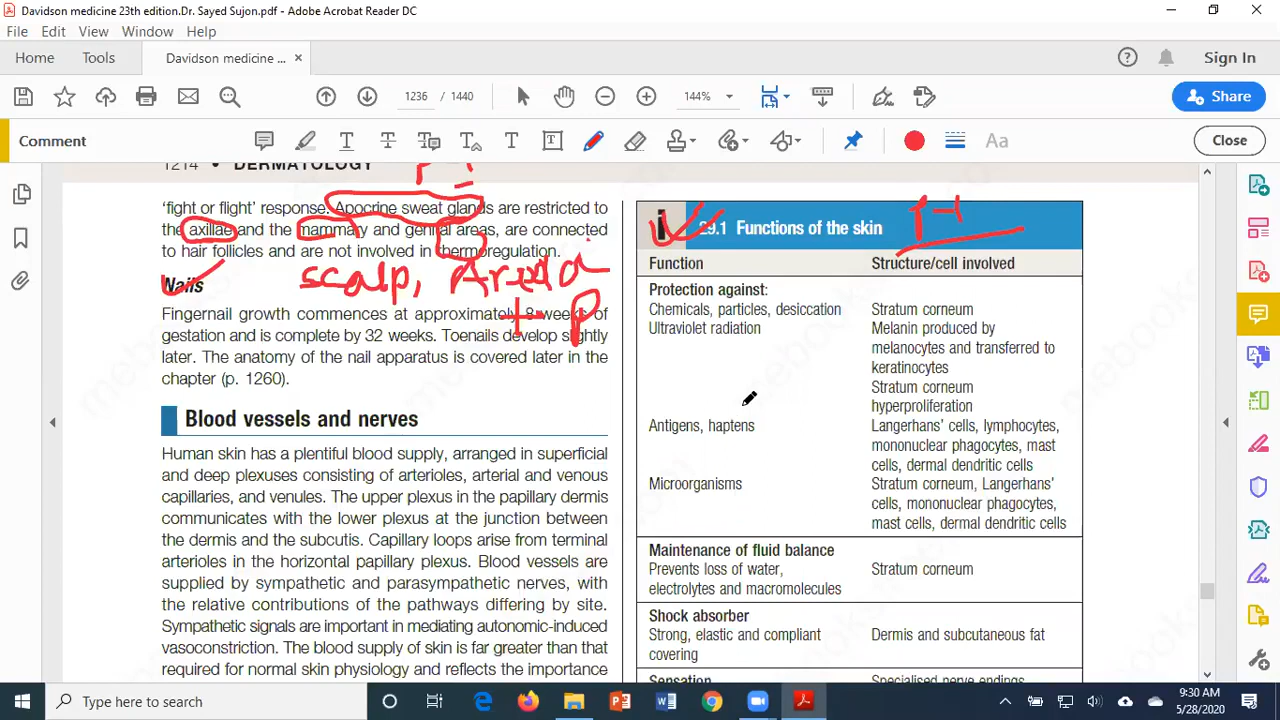 Davidson medicine 23th edition.Dr. Sayed Sujon.pdf - Adobe Acrobat Reader DC
File Edit View Window Help
Home Tools Davidson medicine ... × Sign In
1236 / 1440 144% Share
Comment Aa Close
1214 • DERMATOLOGY
'fight or flight' response. Apocrine sweat glands are restricted to
the axillae and the mammary and genital areas, are connected
to hair follicles and are not involved in thermoregulation.
scalp,
Nails
+ P
Fingernail growth commences at approximately 8 weeks of
gestation and is complete by 32 weeks. Toenails develop slightly
later. The anatomy of the nail apparatus is covered later in the
chapter (p. 1260).
Blood vessels and nerves
Human skin has a plentiful blood supply, arranged in superficial
and deep plexuses consisting of arterioles, arterial and venous
capillaries, and venules. The upper plexus in the papillary dermis
communicates with the lower plexus at the junction between
the dermis and the subcutis. Capillary loops arise from terminal
arterioles in the horizontal papillary plexus. Blood vessels are
supplied by sympathetic and parasympathetic nerves, with
the relative contributions of the pathways differing by site.
Sympathetic signals are important in mediating autonomic-induced
vasoconstriction. The blood supply of skin is far greater than that
required for normal skin physiology and reflects the importance
i 29.1 Functions of the skin
Function Structure/cell involved
Protection against:
Chemicals, particles, desiccation Stratum corneum
Ultraviolet radiation Melanin produced by
melanocytes and transferred to
keratinocytes
Stratum corneum
hyperproliferation
Antigens, haptens Langerhans' cells, lymphocytes,
mononuclear phagocytes, mast
cells, dermal dendritic cells
Microorganisms Stratum corneum, Langerhans'
cells, mononuclear phagocytes,
mast cells, dermal dendritic cells
Maintenance of fluid balance
Prevents loss of water, Stratum corneum
electrolytes and macromolecules
Shock absorber
Strong, elastic and compliant Dermis and subcutaneous fat
covering
Sensation Specialised nerve endings
Type here to search
9:30 AM
5/28/2020